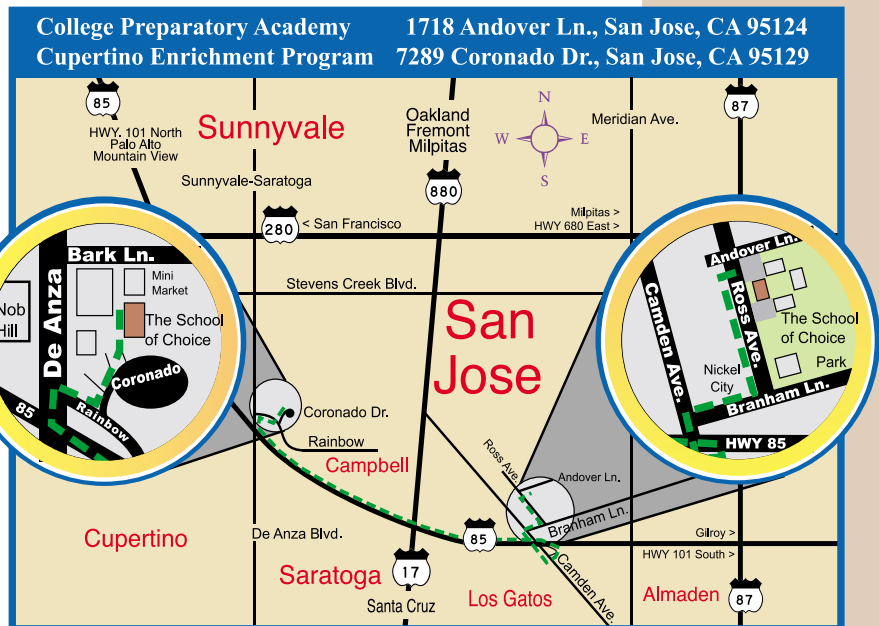 College Preparatory Academy 1718 Andover Ln., San Jose, CA 95124
Cupertino Enrichment Program 7289 Coronado Dr., San Jose, CA 95129
85
HWY. 101 North
Palo Alto
Mountain View
Sunnyvale
Sunnyvale-Saratoga
Oakland
Fremont
Milpitas
880
N
W
E
S
Meridian Ave.
87
280
< San Francisco
Milpitas >
HWY 680 East >
Stevens Creek Blvd.
San
Jose
Bark Ln.
De Anza
Mini
Market
Nob
Hill
The School
of Choice
Coronado
Rainbow
85
Andover Ln.
Camden Ave.
Ross Ave.
The School
of Choice
Park
Nickel
City
Branham Ln.
HWY 85
Coronado Dr.
Rainbow
Campbell
Ross Ave.
Andover Ln.
Branham Ln.
Cupertino
De Anza Blvd.
85
Gilroy >
HWY 101 South >
Camden Ave.
Saratoga
17
Santa Cruz
Los Gatos
Almaden
87